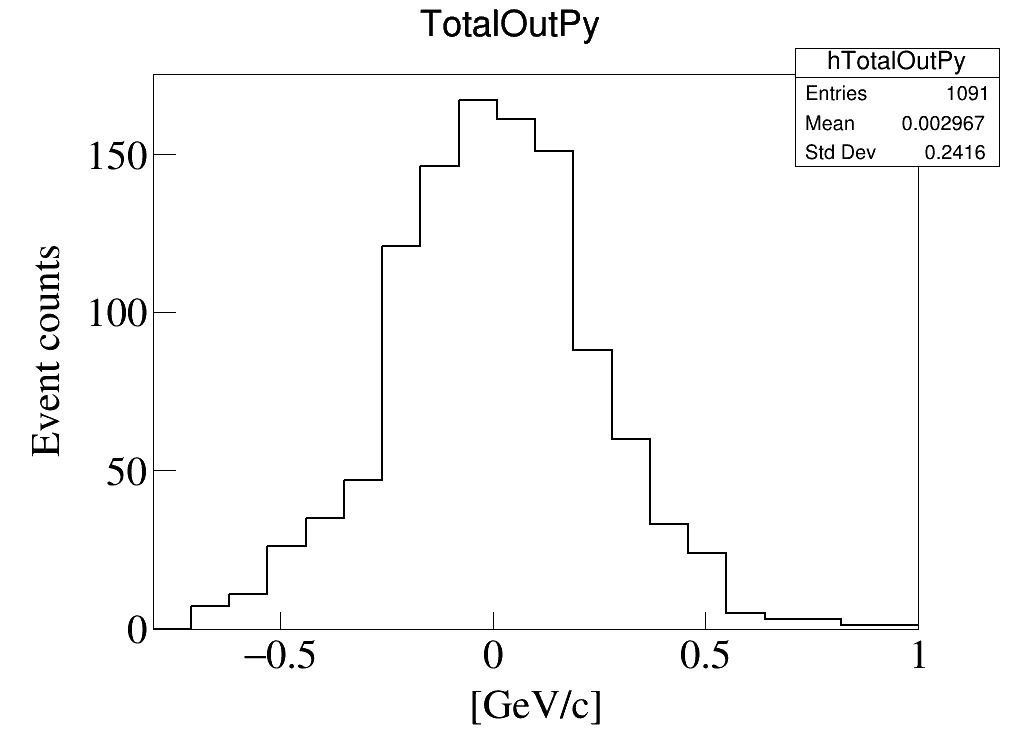 TotalOutPy
hTotalOutPy
Entries 1091
Mean 0.002967
Std Dev 0.2416
150
100
50
0
Event counts
−0.5 0 0.5 1
[GeV/c]